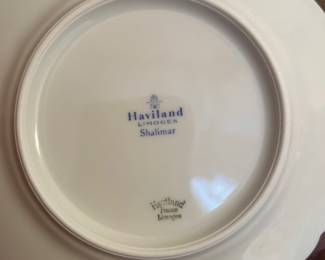 Haviland
LIMOGES
Shalimar
Haviland
France
Limoges